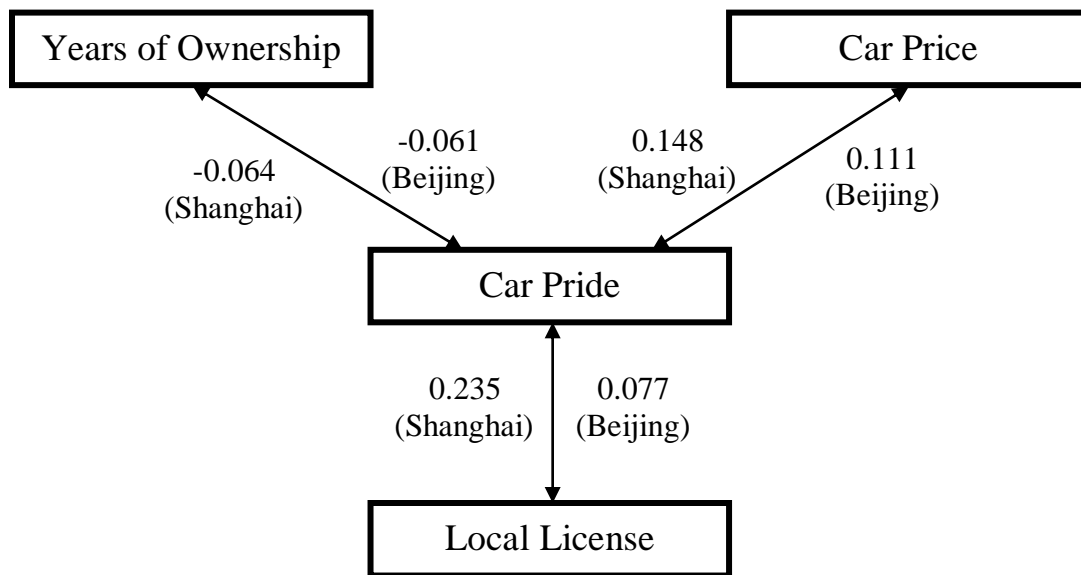 Years of Ownership
Car Price
-0.061
(Beijing)
-0.064
(Shanghai)
0.148
(Shanghai)
0.111
(Beijing)
Car Pride
0.235
(Shanghai)
0.077
(Beijing)
Local License